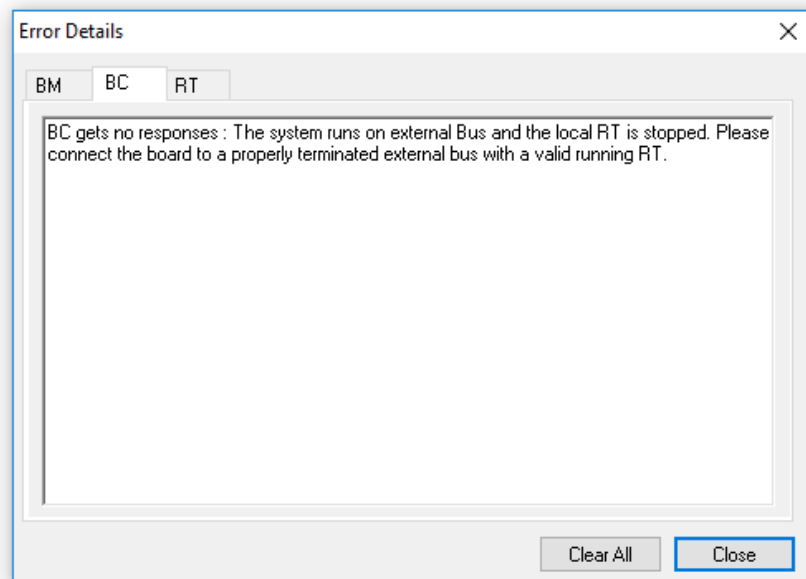 Error Details
BM
BC
RT
BC gets no responses : The system runs on external Bus and the local RT is stopped. Please
connect the board to a properly terminated external bus with a valid running RT.
Clear All
Close